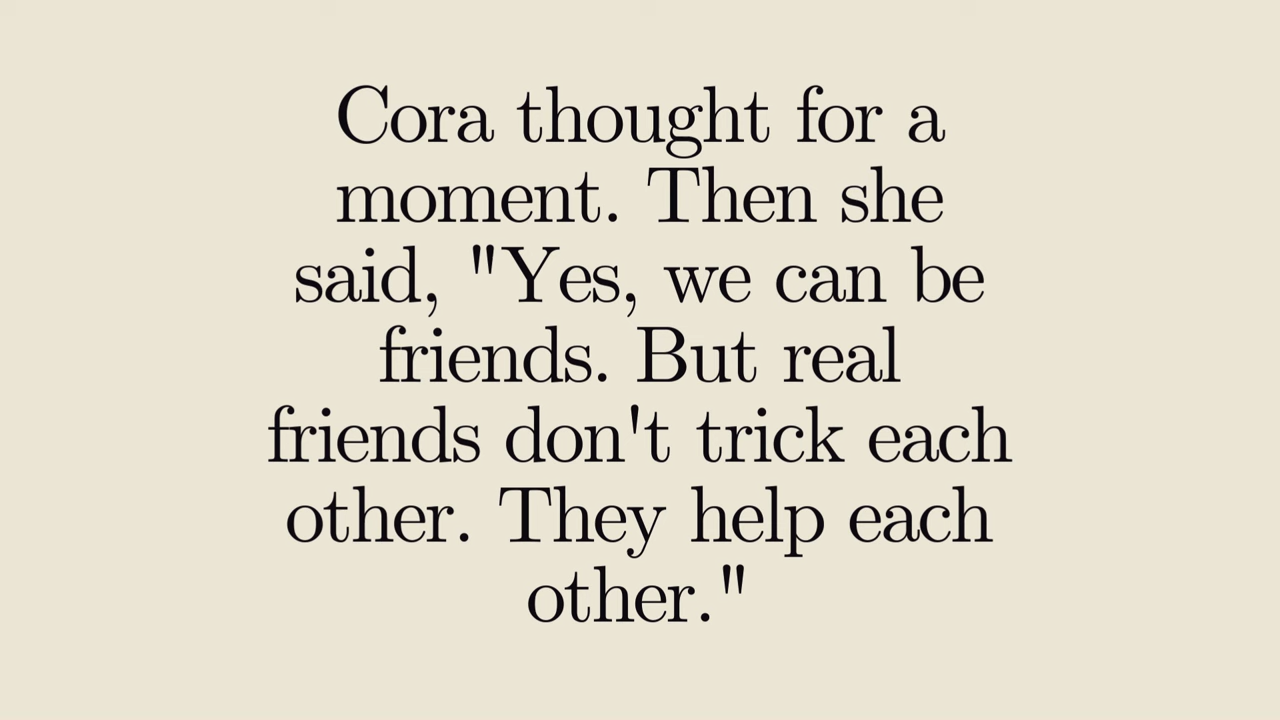 Cora thought for a
moment. Then she
said, "Yes, we can be
friends. But real
friends don't trick each
other. They help each
other."